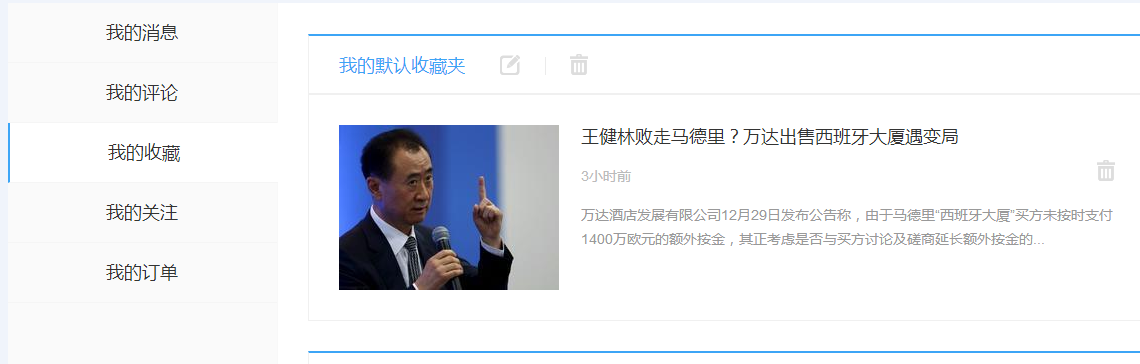 我的消息
我的评论
我的收藏
我的关注
我的订单
我的默认收藏夹
王健林败走马德里？万达出售西班牙大厦遇变局
3小时前
万达酒店发展有限公司12月29日发布公告称，由于马德里“西班牙大厦”买方未按时支付
1400万欧元的额外按金，其正考虑是否与买方讨论及磋商延长额外按金的...